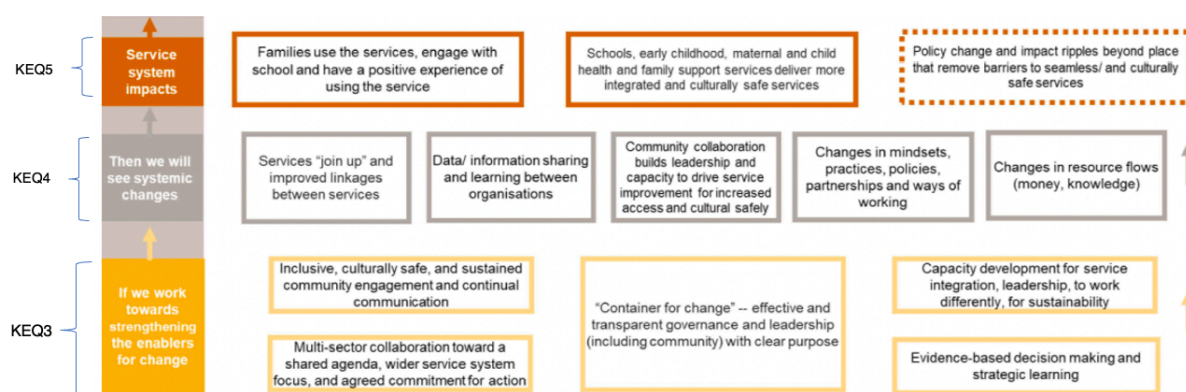 KEQ5
Service
system
impacts
Families use the services, engage with
school and have a positive experience of
using the service
Schools, early childhood, maternal and child
health and family support services deliver more
integrated and culturally safe services
Policy change and impact ripples beyond place
that remove barriers to seamless/ and culturally
safe services
KEQ4
Then we will
see systemic
changes
Services “join up” and
improved linkages
between services
Data/ information sharing
and learning between
organisations
Community collaboration
builds leadership and
capacity to drive service
improvement for increased
access and cultural safely
Changes in mindsets,
practices, policies,
partnerships and ways of
working
Changes in resource flows
(money, knowledge)
KEQ3
If we work
towards
strengthening
the enablers
for change
Inclusive, culturally safe, and sustained
community engagement and continual
communication
Multi-sector collaboration toward a
shared agenda, wider service system
focus, and agreed commitment for action
“Container for change” -- effective and
transparent governance and leadership
(including community) with clear purpose
Capacity development for service
integration, leadership, to work
differently, for sustainability
Evidence-based decision making and
strategic learning